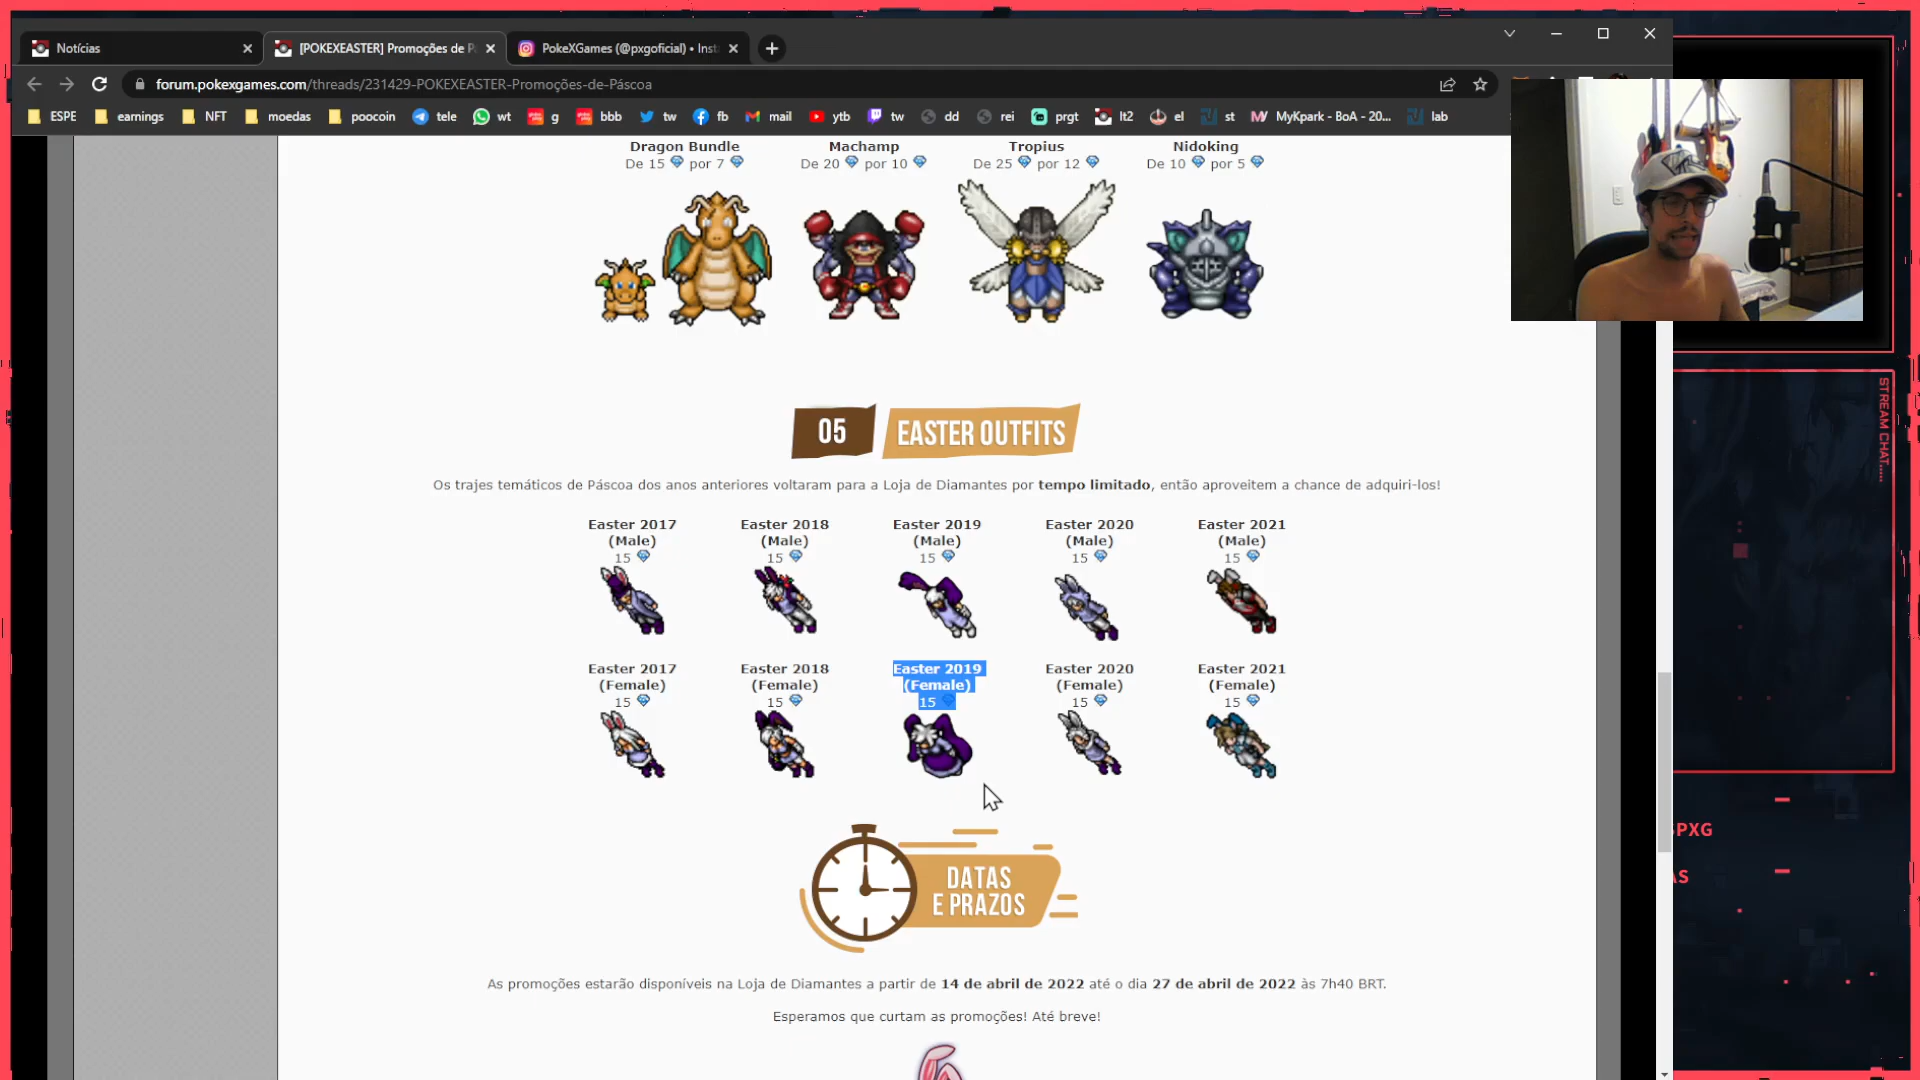 Notícias
[POKEXEASTER] Promoções de P
PokeXGames (@pxgoficial) • Inst
forum.pokexgames.com/threads/231429-POKEXEASTER-Promoções-de-Páscoa
ESPE earnings NFT moedas poocoin tele wt g bbb tw fb mail ytb tw dd rei prgt lt2 el st MyKpark - BoA - 20... lab
Dragon Bundle Machamp Tropius Nidoking
De 15 por 7 De 20 por 10 De 25 por 12 De 10 por 5
05 EASTER OUTFITS
Os trajes temáticos de Páscoa dos anos anteriores voltaram para a Loja de Diamantes por tempo limitado, então aproveitem a chance de adquiri-los!
Easter 2017 Easter 2018 Easter 2019 Easter 2020 Easter 2021
(Male) (Male) (Male) (Male) (Male)
15 15 15 15 15
Easter 2017 Easter 2018 Easter 2019 Easter 2020 Easter 2021
(Female) (Female) (Female) (Female) (Female)
15 15 15 15 15
DATAS
E PRAZOS
As promoções estarão disponíveis na Loja de Diamantes a partir de 14 de abril de 2022 até o dia 27 de abril de 2022 às 7h40 BRT.
Esperamos que curtam as promoções! Até breve!
STREAM CHAT.....
PXG
AS